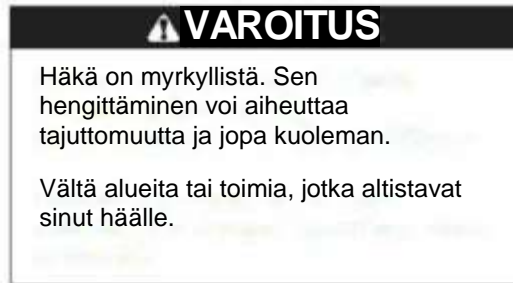 VAROITUS
Häkä on myrkyllistä. Sen
hengittäminen voi aiheuttaa
tajuttomuutta ja jopa kuoleman.
Vältä alueita tai toimia, jotka altistavat
sinut häälle.